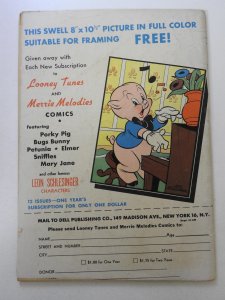 THIS SWELL 8" x 10½" PICTURE IN FULL COLOR
SUITABLE FOR FRAMING FREE!
Given away with
Each New Subscription
to
Looney Tunes
AND
Merrie Melodies
COMICS
featuring
Porky Pig
Bugs Bunny
Petunia • Elmer
Sniffles
Mary Jane
and other famous
LEON SCHLESINGER
CHARACTERS
12 ISSUES—ONE YEAR'S
SUBSCRIPTION FOR ONLY ONE DOLLAR
MAIL TO DELL PUBLISHING CO., 149 MADISON AVE., NEW YORK 16, N.Y.
Please send Looney Tunes and Merrie Melodies Comics to:
NAME Age
STREET AND NUMBER
CITY STATE
$1.00 for One Year $1.75 for Two Years
DONOR